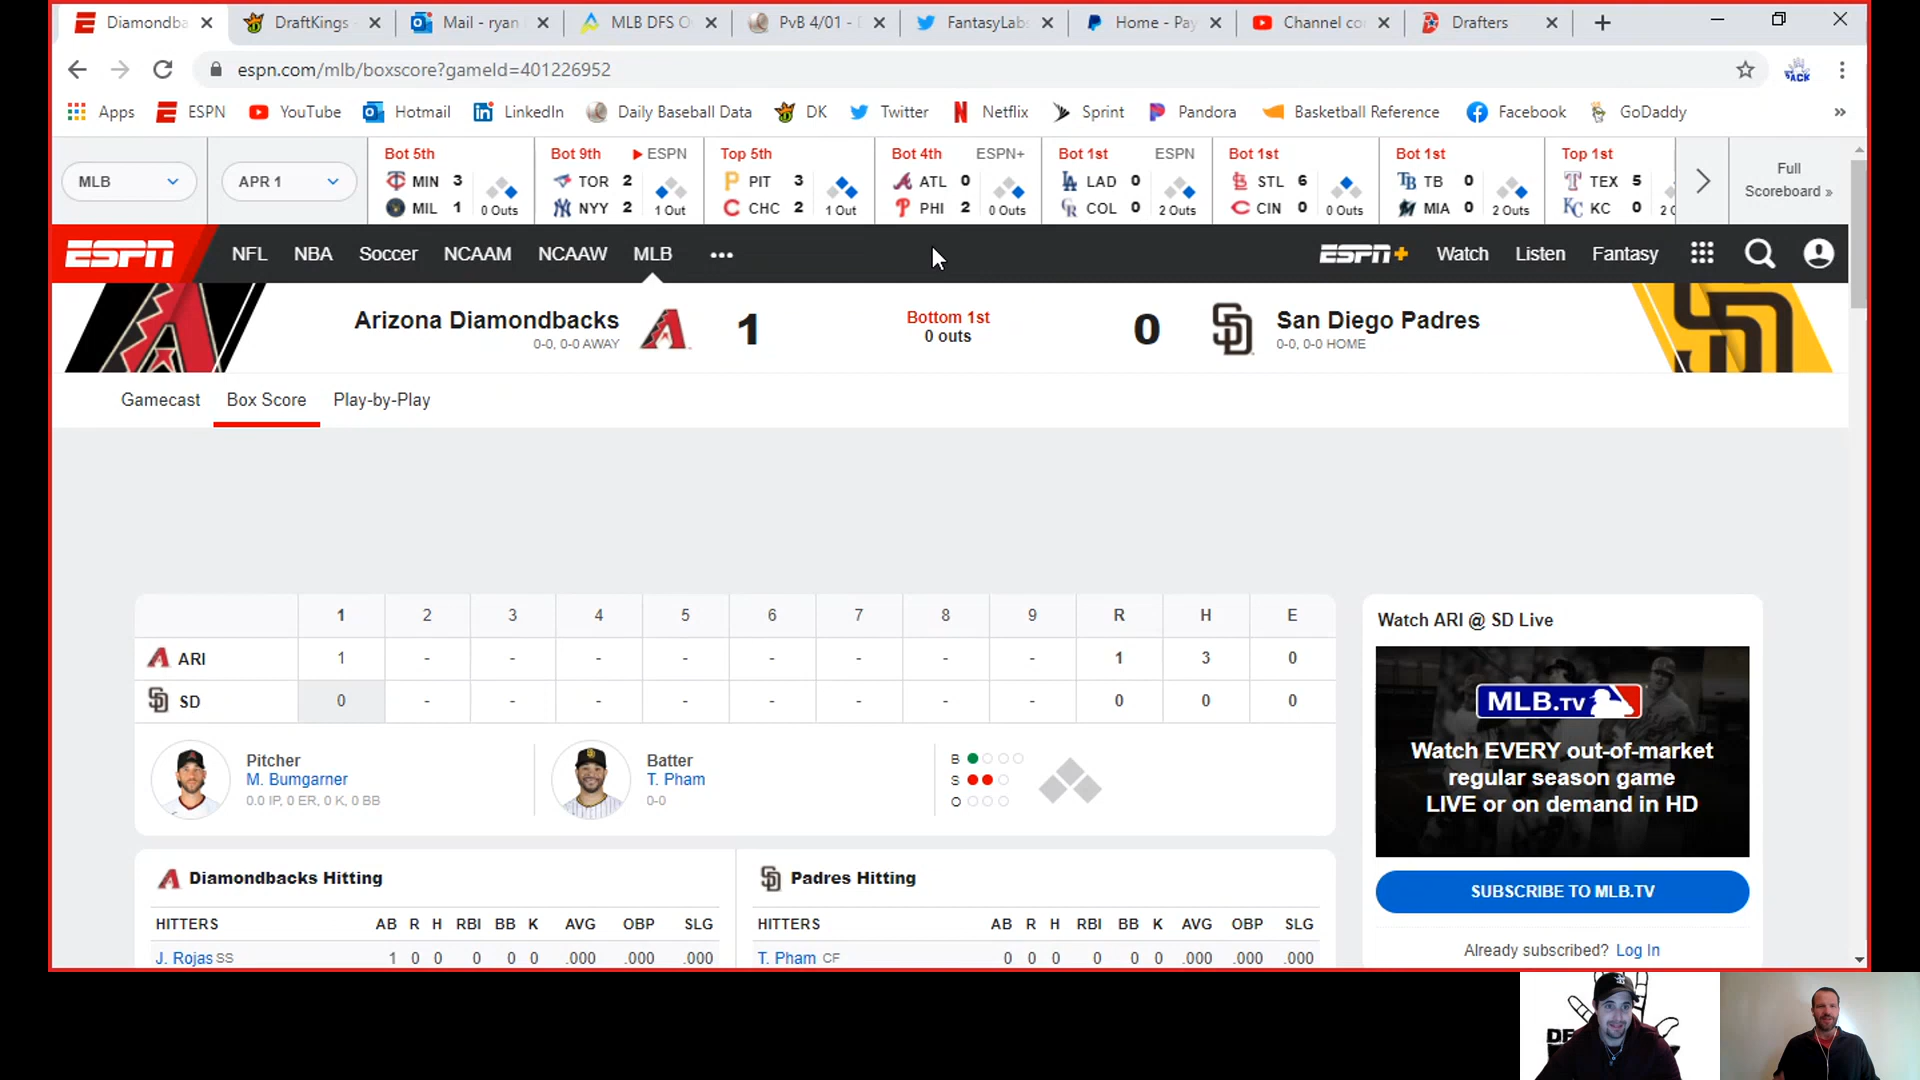 Diamondba
DraftKings
Mail - ryan
MLB DFS O
PvB 4/01 -
FantasyLab
Home - Pay
Channel co
Drafters
espn.com/mlb/boxscore?gameId=401226952
Apps
ESPN
YouTube
Hotmail
LinkedIn
Daily Baseball Data
DK
Twitter
Netflix
Sprint
Pandora
Basketball Reference
Facebook
GoDaddy
»
MLB
APR 1
Bot 5th
MIN 3
MIL 1 0 Outs
Bot 9th ESPN
TOR 2
NYY 2 1 Out
Top 5th
PIT 3
CHC 2 1 Out
Bot 4th ESPN+
ATL 0
PHI 2 0 Outs
Bot 1st ESPN
LAD 0
COL 0 2 Outs
Bot 1st
STL 6
CIN 0 0 Outs
Bot 1st
TB 0
MIA 0 2 Outs
Top 1st
TEX 5
KC 0 2
Full
Scoreboard »
ESPN NFL NBA Soccer NCAAM NCAAW MLB ••• ESPN+ Watch Listen Fantasy
Arizona Diamondbacks
0-0, 0-0 AWAY
1
Bottom 1st
0 outs
0
San Diego Padres
0-0, 0-0 HOME
Gamecast Box Score Play-by-Play
1 2 3 4 5 6 7 8 9 R H E
ARI 1 - - - - - - - - 1 3 0
SD 0 - - - - - - - - 0 0 0
Pitcher
M. Bumgarner
0.0 IP, 0 ER, 0 K, 0 BB
Batter
T. Pham
0-0
B
S
O
Diamondbacks Hitting
HITTERS AB R H RBI BB K AVG OBP SLG
J. Rojas SS 1 0 0 0 0 0 .000 .000 .000
Padres Hitting
HITTERS AB R H RBI BB K AVG OBP SLG
T. Pham CF 0 0 0 0 0 0 .000 .000 .000
Watch ARI @ SD Live
MLB.TV
Watch EVERY out-of-market
regular season game
LIVE or on demand in HD
SUBSCRIBE TO MLB.TV
Already subscribed? Log In